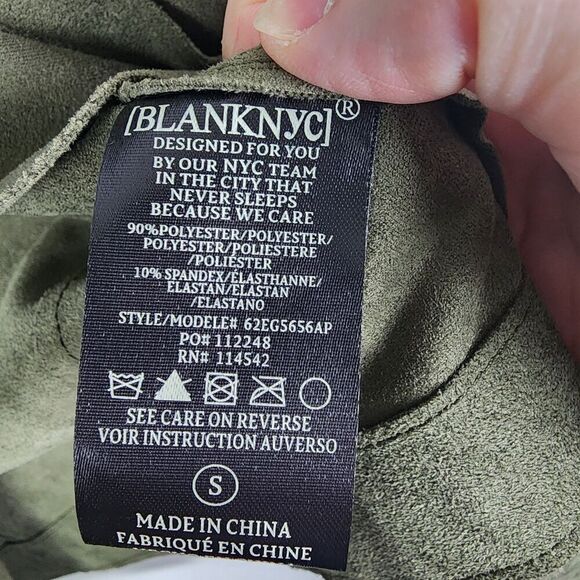 [BLANKNYC]®
DESIGNED FOR YOU
BY OUR NYC TEAM
IN THE CITY THAT
NEVER SLEEPS
BECAUSE WE CARE
90%POLYESTER/POLYESTER/
POLYESTER/POLIESTERE
/POLIÉSTER
10% SPANDEX/ÉLASTHANNE/
ELASTAN/ELASTAN
/ELASTANO
STYLE/MODELE# 62EG5656AP
PO# 112248
RN# 114542
SEE CARE ON REVERSE
VOIR INSTRUCTION AUVERSO
S
MADE IN CHINA
FABRIQUÉ EN CHINE